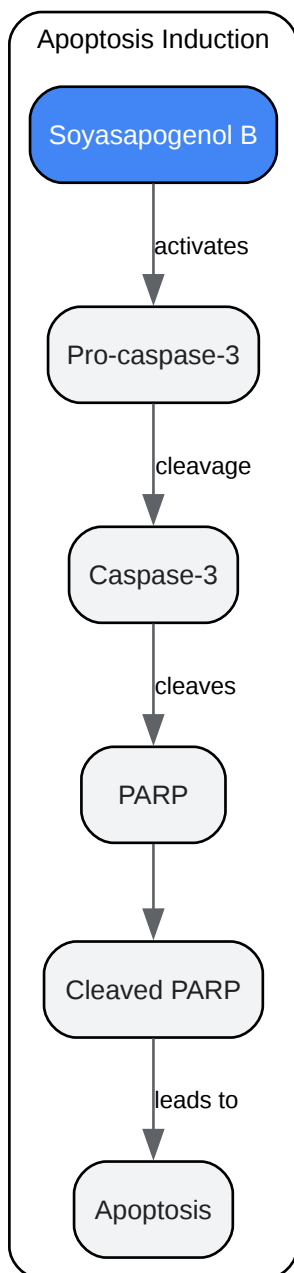 Apoptosis Induction
Soyasapogenol B
activates
Pro-caspase-3
cleavage
Caspase-3
cleaves
PARP
Cleaved PARP
leads to
Apoptosis